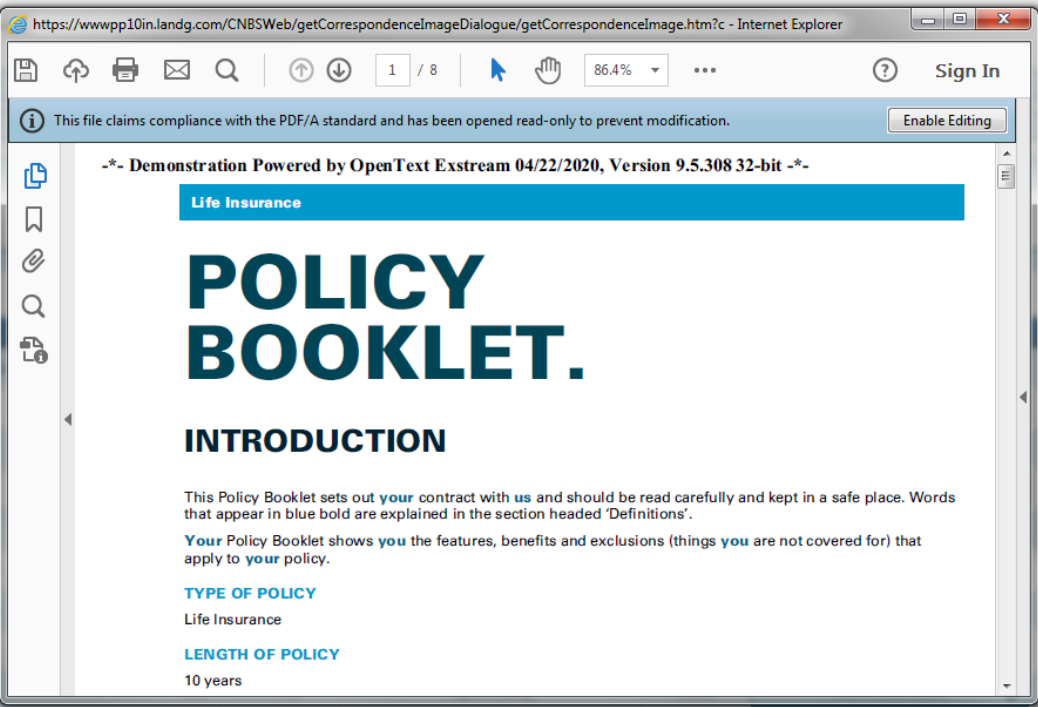 https://wwwpp10in.landg.com/CNBSWeb/getCorrespondenceImageDialogue/getCorrespondenceImage.htm?c - Internet Explorer
1 / 8
86.4%
Sign In
This file claims compliance with the PDF/A standard and has been opened read-only to prevent modification.
Enable Editing
-*- Demonstration Powered by OpenText Exstream 04/22/2020, Version 9.5.308 32-bit -*-
Life Insurance
POLICY
BOOKLET.
INTRODUCTION
This Policy Booklet sets out your contract with us and should be read carefully and kept in a safe place. Words
that appear in blue bold are explained in the section headed ‘Definitions’.
Your Policy Booklet shows you the features, benefits and exclusions (things you are not covered for) that
apply to your policy.
TYPE OF POLICY
Life Insurance
LENGTH OF POLICY
10 years